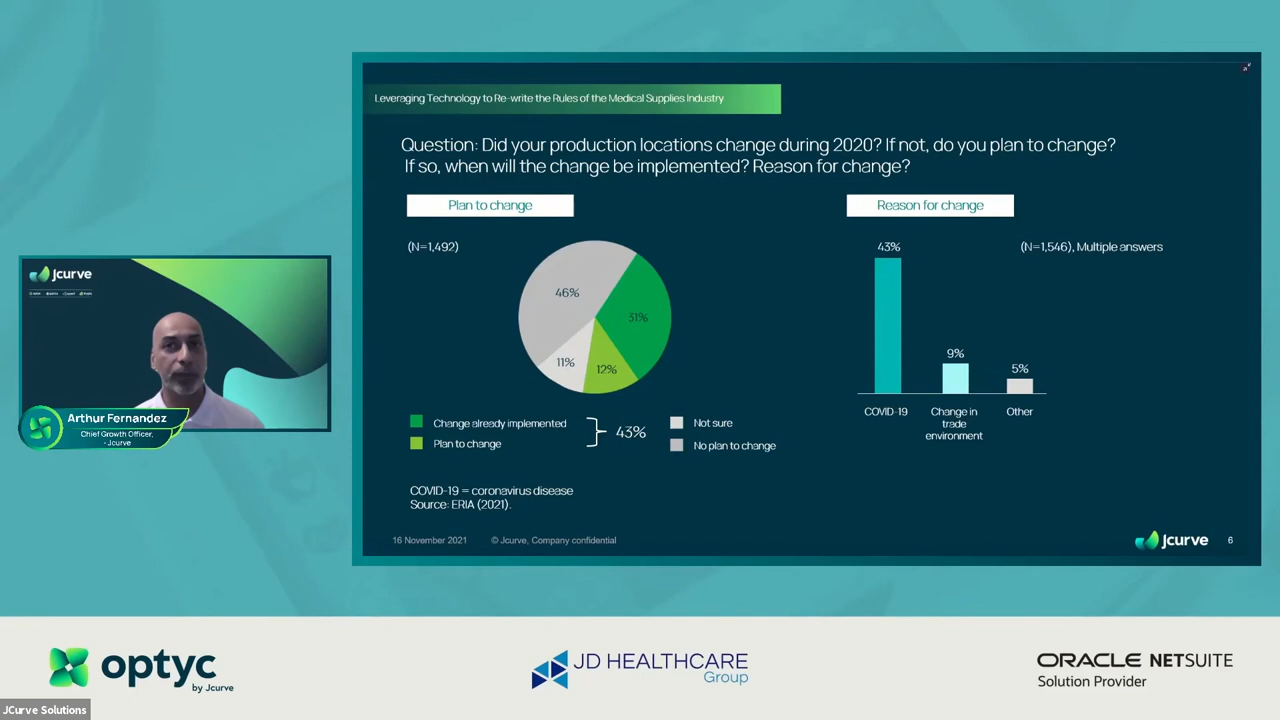 Leveraging Technology to Re-write the Rules of the Medical Supplies Industry
Question: Did your production locations change during 2020? If not, do you plan to change?
If so, when will the change be implemented? Reason for change?
Plan to change
(N=1,492)
46%
31%
11%
12%
Change already implemented
Plan to change
43%
Not sure
No plan to change
COVID-19 = coronavirus disease
Source: ERIA (2021).
Reason for change
(N=1,546), Multiple answers
43%
9%
5%
COVID-19
Change in
trade
environment
Other
16 November 2021
© Jcurve, Company confidential
Jcurve
6
Jcurve
Arthur Fernandez
Chief Growth Officer,
- Jcurve
optyc
by Jcurve
JD HEALTHCARE
Group
ORACLE NETSUITE
Solution Provider
JCurve Solutions